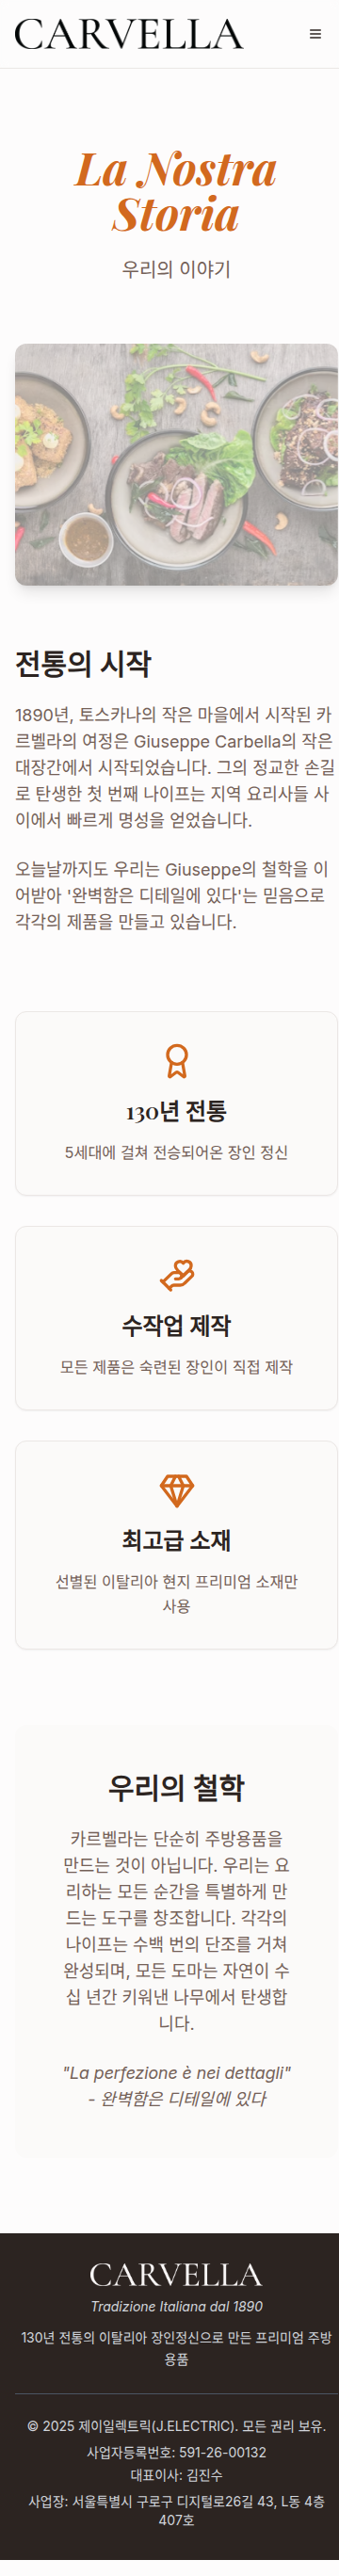 CARVELLA
La Nostra
Storia
우리의 이야기
전통의 시작
1890년, 토스카나의 작은 마을에서 시작된 카
르벨라의 여정은 Giuseppe Carbella의 작은
대장간에서 시작되었습니다. 그의 정교한 손길
로 탄생한 첫 번째 나이프는 지역 요리사들 사
이에서 빠르게 명성을 얻었습니다.
오늘날까지도 우리는 Giuseppe의 철학을 이
어받아 '완벽함은 디테일에 있다'는 믿음으로
각각의 제품을 만들고 있습니다.
130년 전통
5세대에 걸쳐 전승되어온 장인 정신
수작업 제작
모든 제품은 숙련된 장인이 직접 제작
최고급 소재
선별된 이탈리아 현지 프리미엄 소재만
사용
우리의 철학
카르벨라는 단순히 주방용품을
만드는 것이 아닙니다. 우리는 요
리하는 모든 순간을 특별하게 만
드는 도구를 창조합니다. 각각의
나이프는 수백 번의 단조를 거쳐
완성되며, 모든 도마는 자연이 수
십 년간 키워낸 나무에서 탄생합
니다.
"La perfezione è nei dettagli"
- 완벽함은 디테일에 있다
CARVELLA
Tradizione Italiana dal 1890
130년 전통의 이탈리아 장인정신으로 만든 프리미엄 주방
용품
© 2025 제이일렉트릭(J.ELECTRIC). 모든 권리 보유.
사업자등록번호: 591-26-00132
대표이사: 김진수
사업장: 서울특별시 구로구 디지털로26길 43, L동 4층
407호